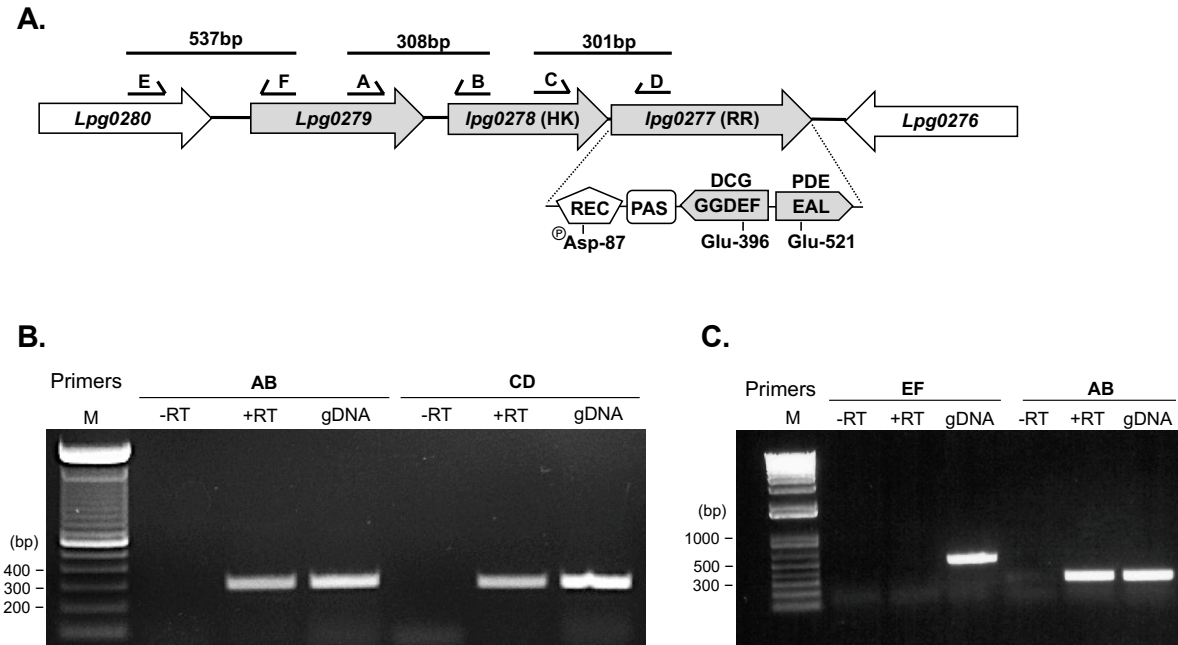 A.
537bp 308bp 301bp
E F A B C D
Lpg0280 Lpg0279 lpg0278 (HK) lpg0277 (RR) Lpg0276
DCG PDE
REC PAS GGDEF EAL
Ⓟ Asp-87 Glu-396 Glu-521
B.
Primers AB CD
M -RT +RT gDNA -RT +RT gDNA
(bp)
400
300
200
C.
Primers EF AB
M -RT +RT gDNA -RT +RT gDNA
(bp)
1000
500
300